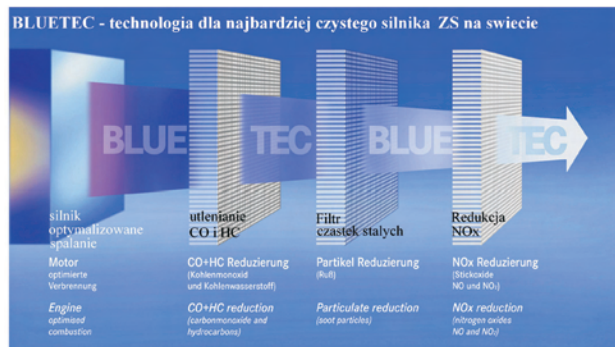 BLUETEC - technologia dla najbardziej czystego silnika ZS na swiecie
BLUE TEC BLUE TEC
silnik
optymalizowane
spalanie
utlenianie
CO i HC
Filtr
czastek stalych
Redukcja
NOx
Motor
optimierte
Verbrennung
CO+HC Reduzierung
(Kohlenmonoxid
und Kohlenwasserstoff)
Partikel Reduzierung
(Ruß)
NOx Reduzierung
(Stickoxide
NO und NO₂)
Engine
optimised
combustion
CO+HC reduction
(carbonmonoxide and
hydrocarbons)
Particulate reduction
(soot particles)
NOx reduction
(nitrogen oxides
NO and NO₂)